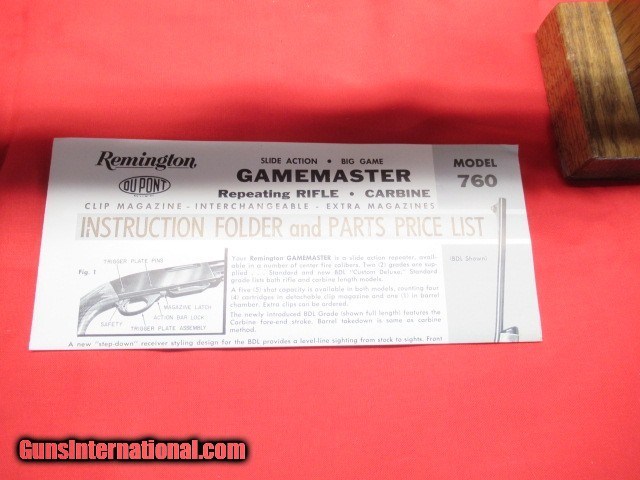 Remington
DU PONT
SLIDE ACTION • BIG GAME
GAMEMASTER
Repeating RIFLE • CARBINE
MODEL
760
CLIP MAGAZINE - INTERCHANGEABLE - EXTRA MAGAZINES
INSTRUCTION FOLDER and PARTS PRICE LIST
Fig. 1
TRIGGER PLATE PINS
MAGAZINE LATCH
ACTION BAR LOCK
SAFETY
TRIGGER PLATE ASSEMBLY
Your Remington GAMEMASTER is a slide action repeater, avail-
able in a number of center fire calibers. Two (2) grades are sup-
plied .... Standard and new BDL "Custom Deluxe". Standard
grade lists both rifle and carbine length models.
A five (5) shot capacity is available in both models, counting four
(4) cartridges in detachable clip magazine and one (1) in barrel
chamber. Extra clips can be ordered.
The newly introduced BDL Grade (shown full length) features the
Carbine fore-end stroke. Barrel takedown is same as carbine
method.
(BDL Shown)
A new "step-down" receiver styling design for the BDL provides a level-line sighting from stock to sights. Front
GunsInternational.com